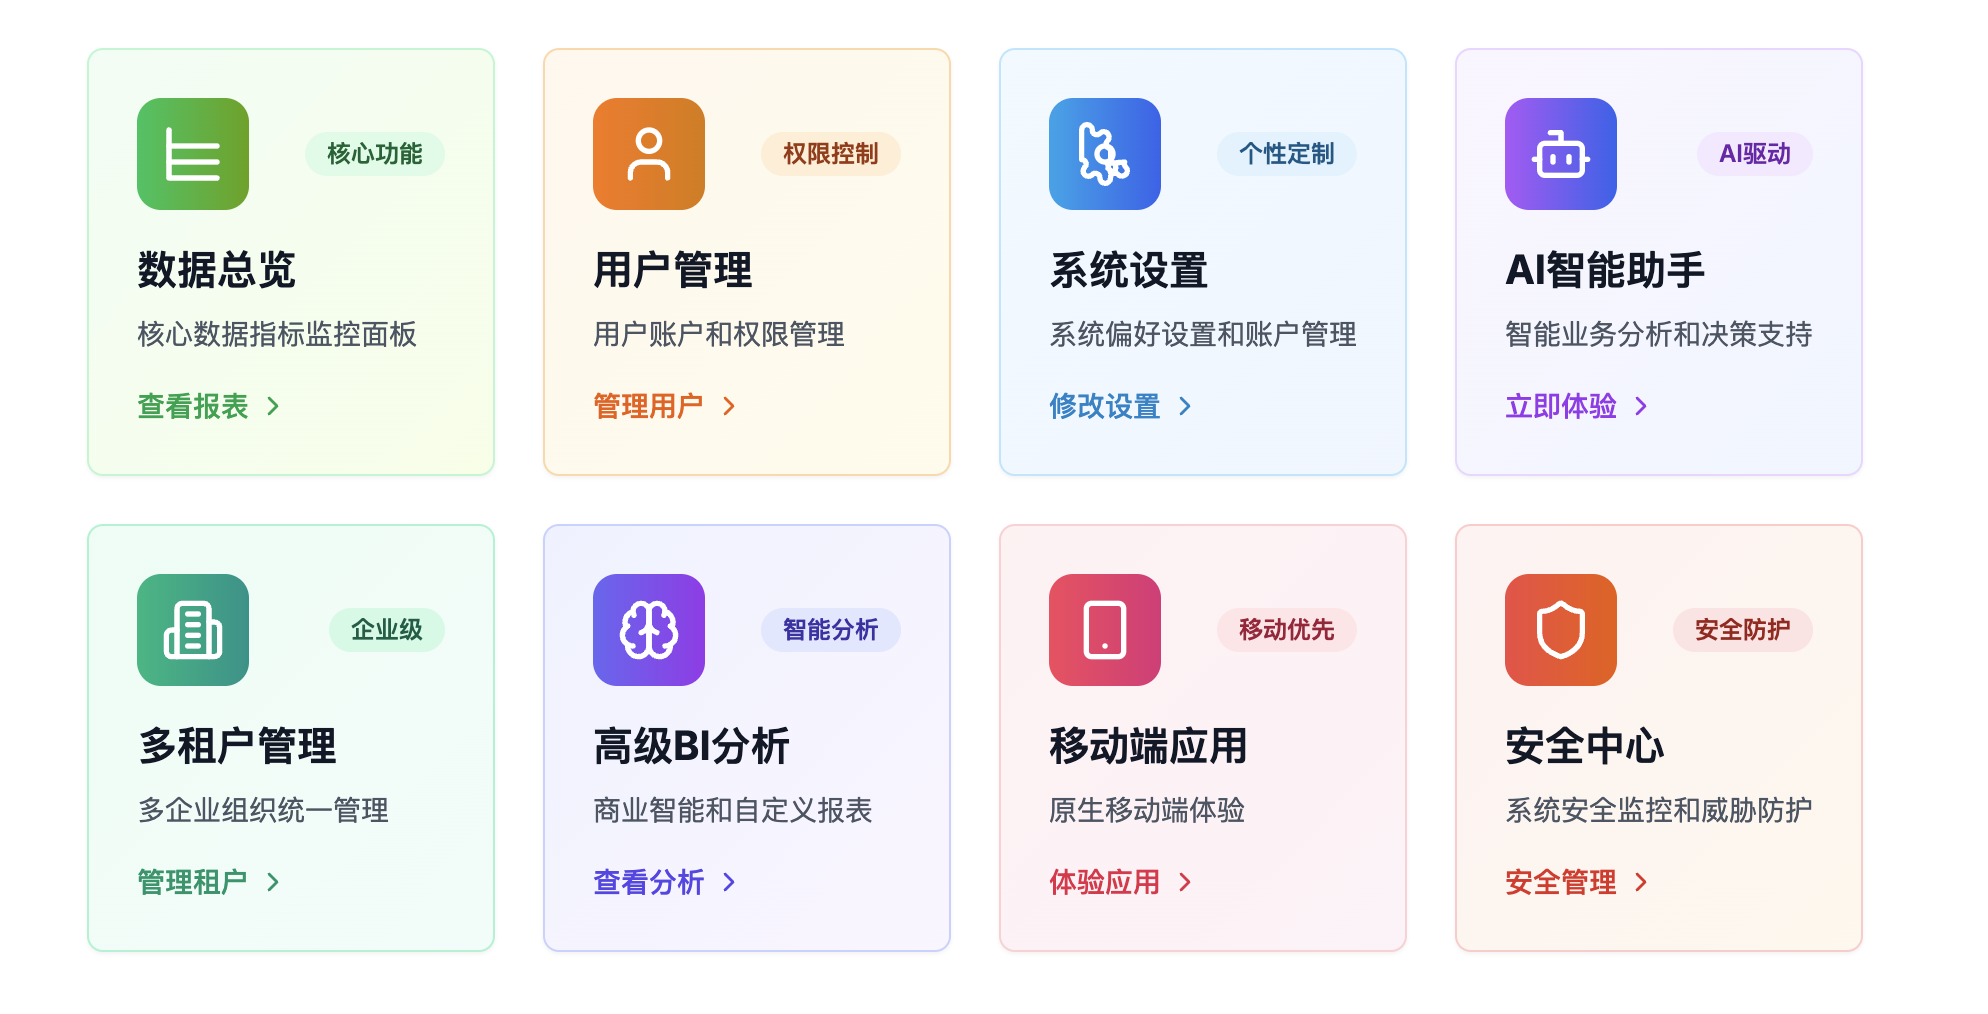 核心功能
数据总览
核心数据指标监控面板
查看报表
权限控制
用户管理
用户账户和权限管理
管理用户
个性定制
系统设置
系统偏好设置和账户管理
修改设置
AI驱动
AI智能助手
智能业务分析和决策支持
立即体验
企业级
多租户管理
多企业组织统一管理
管理租户
智能分析
高级BI分析
商业智能和自定义报表
查看分析
移动优先
移动端应用
原生移动端体验
体验应用
安全防护
安全中心
系统安全监控和威胁防护
安全管理